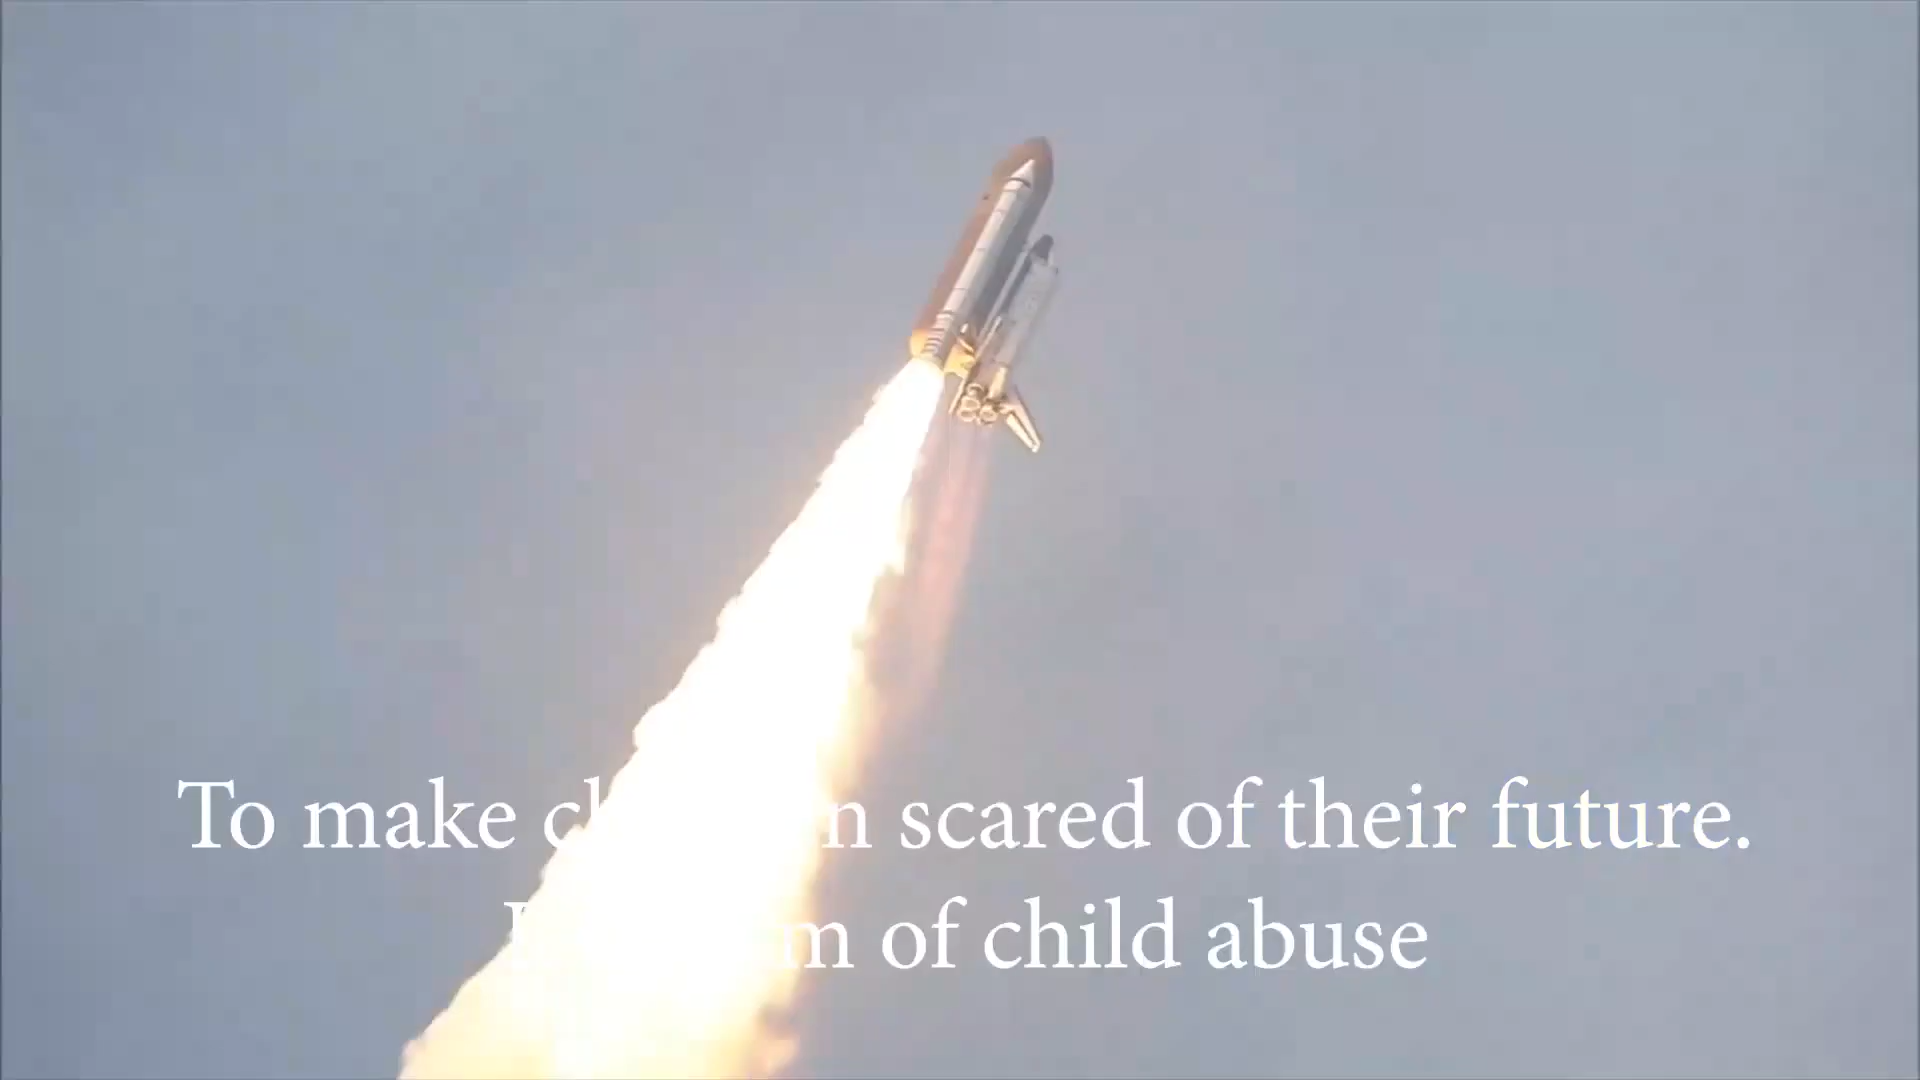 To make scared of their future.
of child abuse